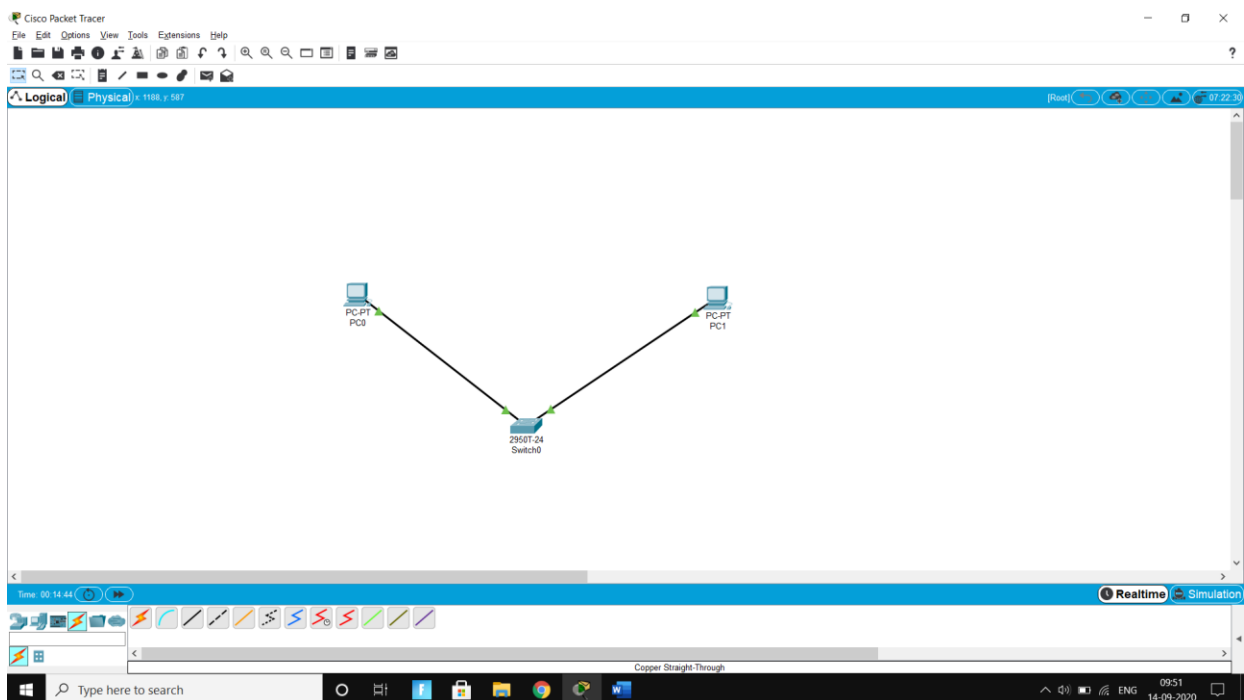 Cisco Packet Tracer
File Edit Options View Tools Extensions Help
?
Logical Physical x: 1188, y: 587 [Root] 07:22:30
PC-PT
PC0
PC-PT
PC1
2950T-24
Switch0
Time: 00:14:44 Realtime Simulation
Copper Straight-Through
Type here to search
ENG 09:51
14-09-2020